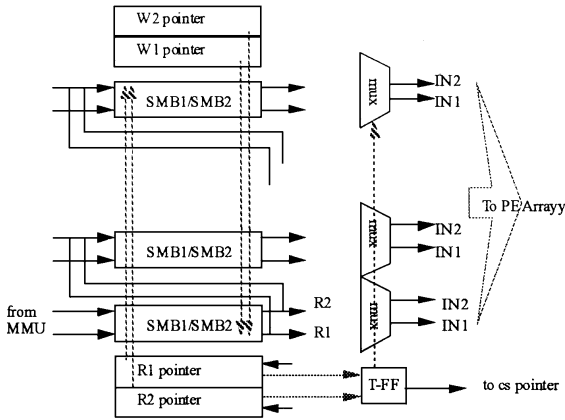 W2 pointer
W1 pointer
SMB1/SMB2
mux
IN2
IN1
To PE Arrayy
SMB1/SMB2
mux
IN2
IN1
from
MMU
SMB1/SMB2
R2
R1
mux
IN2
IN1
R1 pointer
R2 pointer
T-FF
to cs pointer